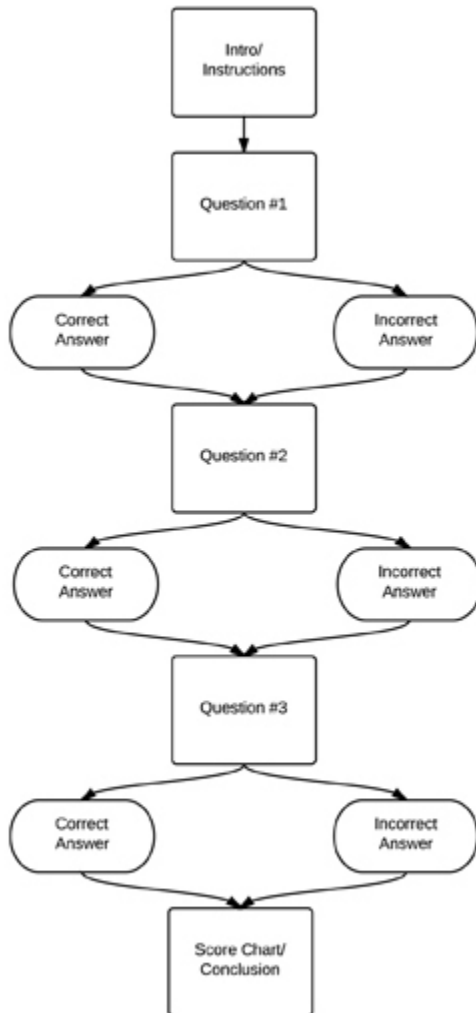 Intro/
Instructions
Question #1
Correct
Answer
Incorrect
Answer
Question #2
Correct
Answer
Incorrect
Answer
Question #3
Correct
Answer
Incorrect
Answer
Score Chart/
Conclusion